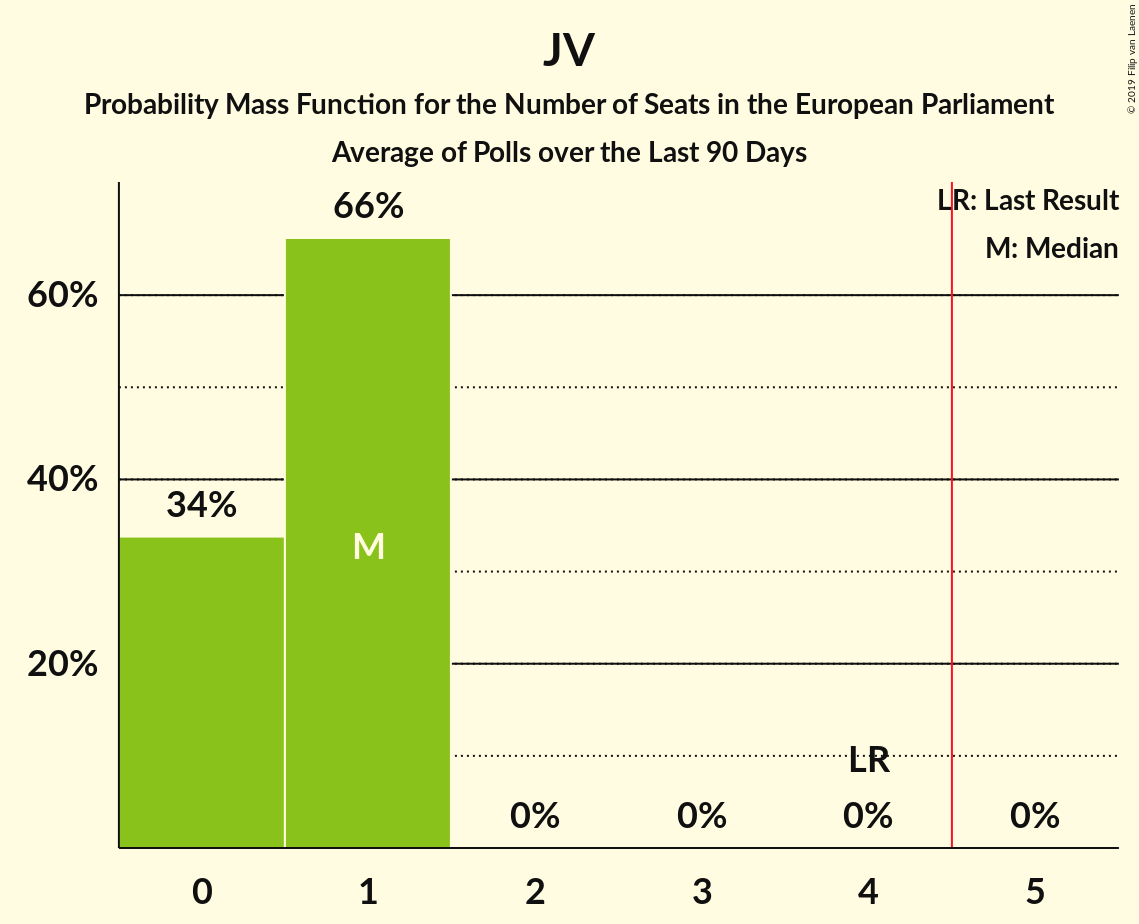 JV
Probability Mass Function for the Number of Seats in the European Parliament
Average of Polls over the Last 90 Days
© 2019 Filip van Laenen
LR: Last Result
M: Median
66%
60%
40%
34%
M
20%
LR
0%
0%
0%
0%
0
1
2
3
4
5